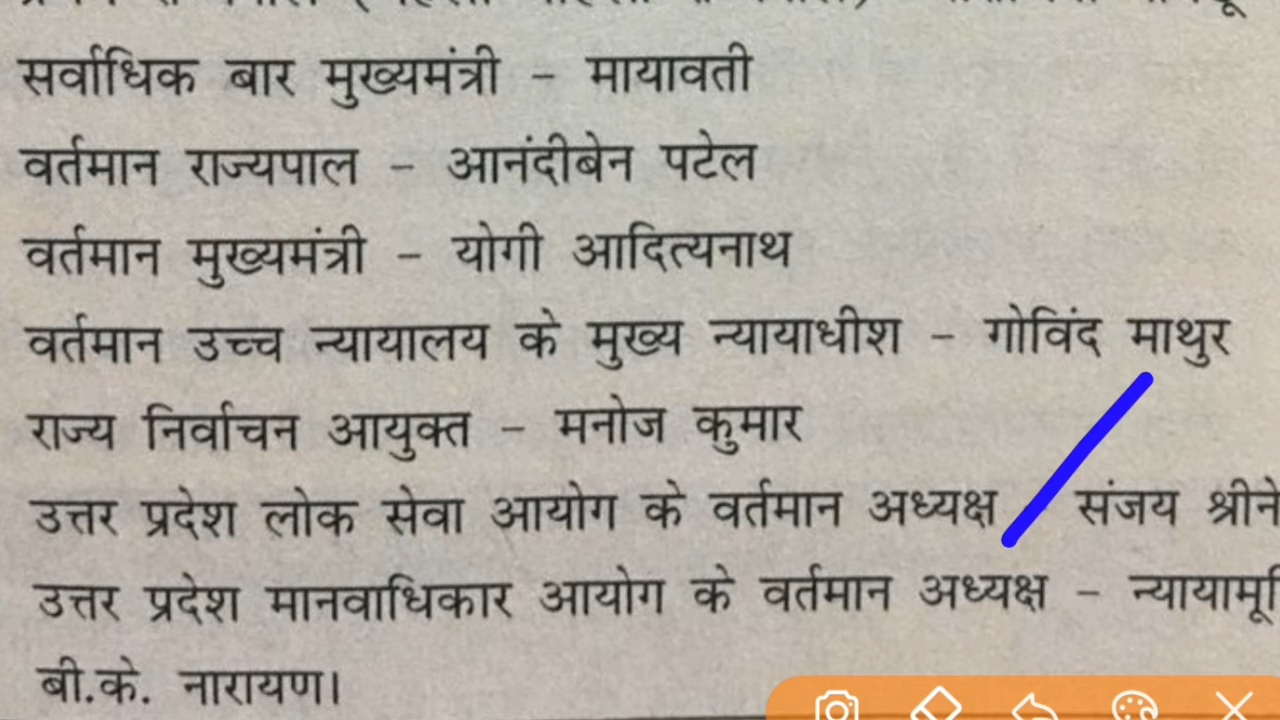 सर्वाधिक बार मुख्यमंत्री - मायावती
वर्तमान राज्यपाल - आनंदीबेन पटेल
वर्तमान मुख्यमंत्री - योगी आदित्यनाथ
वर्तमान उच्च न्यायालय के मुख्य न्यायाधीश - गोविंद माथुर
राज्य निर्वाचन आयुक्त - मनोज कुमार
उत्तर प्रदेश लोक सेवा आयोग के वर्तमान अध्यक्ष - संजय
उत्तर प्रदेश मानवाधिकार आयोग के वर्तमान अध्यक्ष -
बी.के. नारायण।